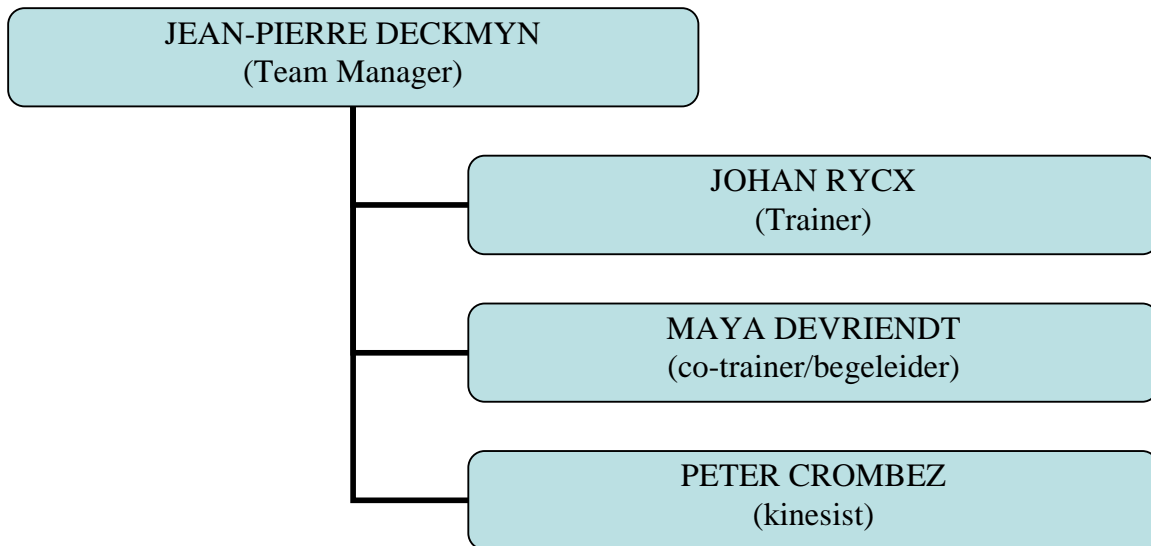 JEAN-PIERRE DECKMYN
(Team Manager)
JOHAN RYCX
(Trainer)
MAYA DEVRIENDT
(co-trainer/begeleider)
PETER CROMBEZ
(kinesist)